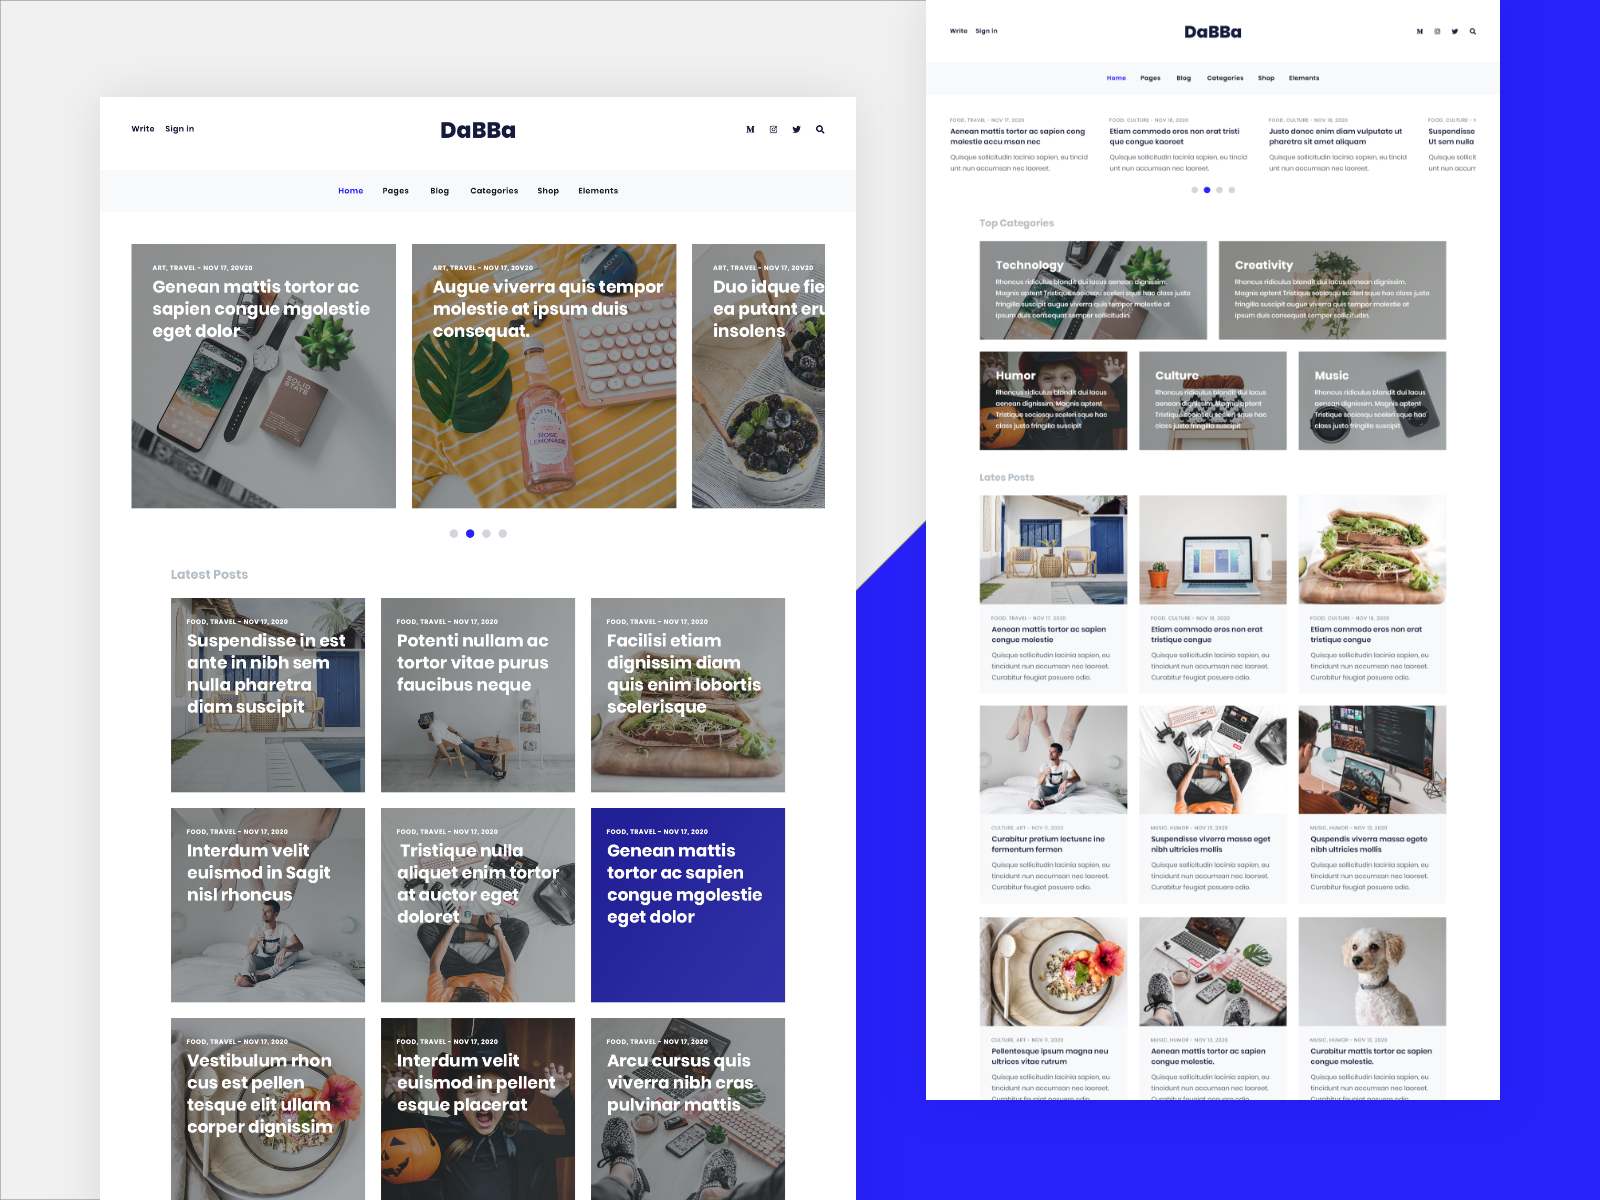 Write Sign in
DaBBa
Home Pages Blog Categories Shop Elements
ART, TRAVEL - NOV 17, 20V20
Genean mattis tortor ac
sapien congue mgolestie
eget dolor
SOLID
STATE
ART, TRAVEL - NOV 17, 20V20
Augue viverra quis tempor
molestie at ipsum duis
consequat.
ROSE
LEMONADE
ART, TRAVEL - NOV 17, 20V20
Duo idque fie
ea putant eru
insolens
Latest Posts
FOOD, TRAVEL - NOV 17, 2020
Suspendisse in est
ante in nibh sem
nulla pharetra
diam suscipit
FOOD, TRAVEL - NOV 17, 2020
Potenti nullam ac
tortor vitae purus
faucibus neque
FOOD, TRAVEL - NOV 17, 2020
Facilisi etiam
dignissim diam
quis enim lobortis
scelerisque
FOOD, TRAVEL - NOV 17, 2020
Interdum velit
euismod in Sagit
nisl rhoncus
FOOD, TRAVEL - NOV 17, 2020
Tristique nulla
aliquet enim tortor
at auctor eget
doloret
FOOD, TRAVEL - NOV 17, 2020
Genean mattis
tortor ac sapien
congue mgolestie
eget dolor
FOOD, TRAVEL - NOV 17, 2020
Vestibulum rhon
cus est pellen
tesque elit ullam
corper dignissim
FOOD, TRAVEL - NOV 17, 2020
Interdum velit
euismod in pellent
esque placerat
FOOD, TRAVEL - NOV 17, 2020
Arcu cursus quis
viverra nibh cras
pulvinar mattis
Write Sign in
DaBBa
Home Pages Blog Categories Shop Elements
FOOD, TRAVEL - NOV 17, 2020
Aenean mattis tortor ac sapien cong
molestie accu msan nec
Quisque sollicitudin lacinia sapien, eu tincid
unt nun accumsan nec laoreet.
FOOD, CULTURE - NOV 18, 2020
Etiam commodo eros non erat tristi
que congue kaoreet
Quisque sollicitudin lacinia sapien, eu tincid
unt nun accumsan nec laoreet.
FOOD, CULTURE - NOV 18, 2020
Justo donec enim diam vulputate ut
pharetra sit amet aliquam
Quisque sollicitudin lacinia sapien, eu tincid
unt nun accumsan nec laoreet.
FOOD, CULTURE - N
Suspendisse
Ut sem nulla
Quisque sollicit
unt nun accum
Top Categories
Technology
Rhoncus ridiculus blandit dui lacus aenean dignissim.
Magnis aptent Tristique sociosqu sceleri sque hac class justo
fringilla suscipit augue viverra quis tempor molestie at
ipsum duis consequat semper sollicitudin.
Creativity
Rhoncus ridiculus blandit dui lacus aenean dignissim.
Magnis aptent Tristique sociosqu sceleri sque hac class justo
fringilla suscipit augue viverra quis tempor molestie at
ipsum duis consequat semper sollicitudin.
Humor
Rhoncus ridiculus blandit dui lacus
aenean dignissim. Magnis aptent
Tristique sociosqu sceleri sque hac
class justo fringilla suscipit
Culture
Rhoncus ridiculus blandit dui lacus
aenean dignissim. Magnis aptent
Tristique sociosqu sceleri sque hac
class justo fringilla suscipit
Music
Rhoncus ridiculus blandit dui lacus
aenean dignissim. Magnis aptent
Tristique sociosqu sceleri sque hac
class justo fringilla suscipit
Lates Posts
FOOD, TRAVEL - NOV 17, 2020
Aenean mattis tortor ac sapien
congue molestie
Quisque sollicitudin lacinia sapien, eu
tincidunt nun accumsan nec laoreet.
Curabitur feugiat posuere odio.
FOOD, CULTURE - NOV 18, 2020
Etiam commodo eros non erat
tristique congue
Quisque sollicitudin lacinia sapien, eu
tincidunt nun accumsan nec laoreet.
Curabitur feugiat posuere odio.
FOOD, CULTURE - NOV 18, 2020
Etiam commodo eros non erat
tristique congue
Quisque sollicitudin lacinia sapien, eu
tincidunt nun accumsan nec laoreet.
Curabitur feugiat posuere odio.
CULTURE, ART - NOV 11, 2020
Curabitur pretium lectusnc ine
fermentum fermen
Quisque sollicitudin lacinia sapien, eu
tincidunt nun accumsan nec laoreet.
Curabitur feugiat posuere odio.
MUSIC, HUMOR - NOV 13, 2020
Suspendisse viverra massa eget
nibh ultricies mollis
Quisque sollicitudin lacinia sapien, eu
tincidunt nun accumsan nec laoreet.
Curabitur feugiat posuere odio.
MUSIC, HUMOR - NOV 13, 2020
Quspendis viverra massa egete
nibh ultricies mollis
Quisque sollicitudin lacinia sapien, eu
tincidunt nun accumsan nec laoreet.
Curabitur feugiat posuere odio.
CULTURE, ART - NOV 11, 2020
Pellentesque ipsum magna neu
ultrices vitae rutrum
Quisque sollicitudin lacinia sapien, eu
tincidunt nun accumsan nec laoreet.
Curabitur feugiat posuere odio.
MUSIC, HUMOR - NOV 13, 2020
Aenean mattis tortor ac sapien
congue molestie.
Quisque sollicitudin lacinia sapien, eu
tincidunt nun accumsan nec laoreet.
Curabitur feugiat posuere odio.
MUSIC, HUMOR - NOV 13, 2020
Curabitur mattis tortor ac sapien
congue molestie.
Quisque sollicitudin lacinia sapien, eu
tincidunt nun accumsan nec laoreet.
Curabitur feugiat posuere odio.